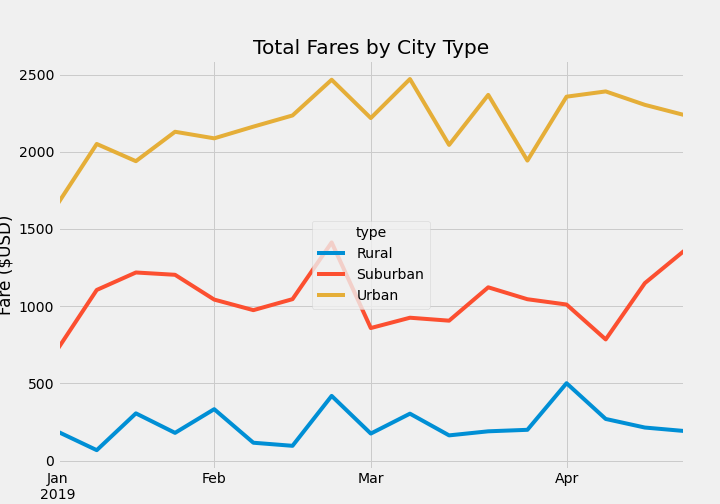 Total Fares by City Type
Fare ($USD)
2500
2000
1500
1000
500
0
type
Rural
Suburban
Urban
Jan
2019
Feb
Mar
Apr